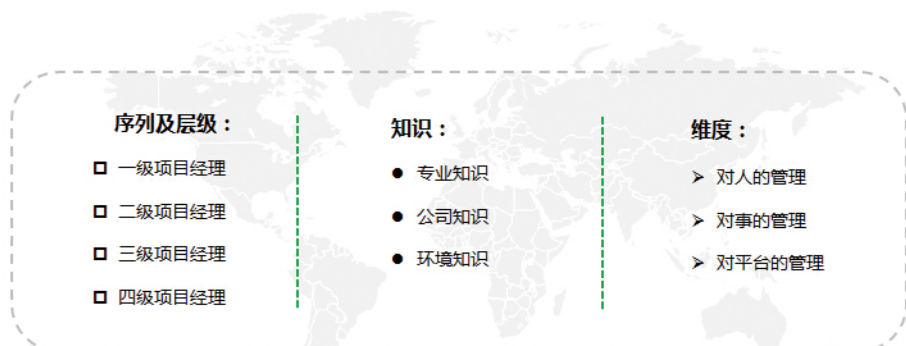 序列及层级：
一级项目经理
二级项目经理
三级项目经理
四级项目经理
知识：
专业知识
公司知识
环境知识
维度：
对人的管理
对事的管理
对平台的管理